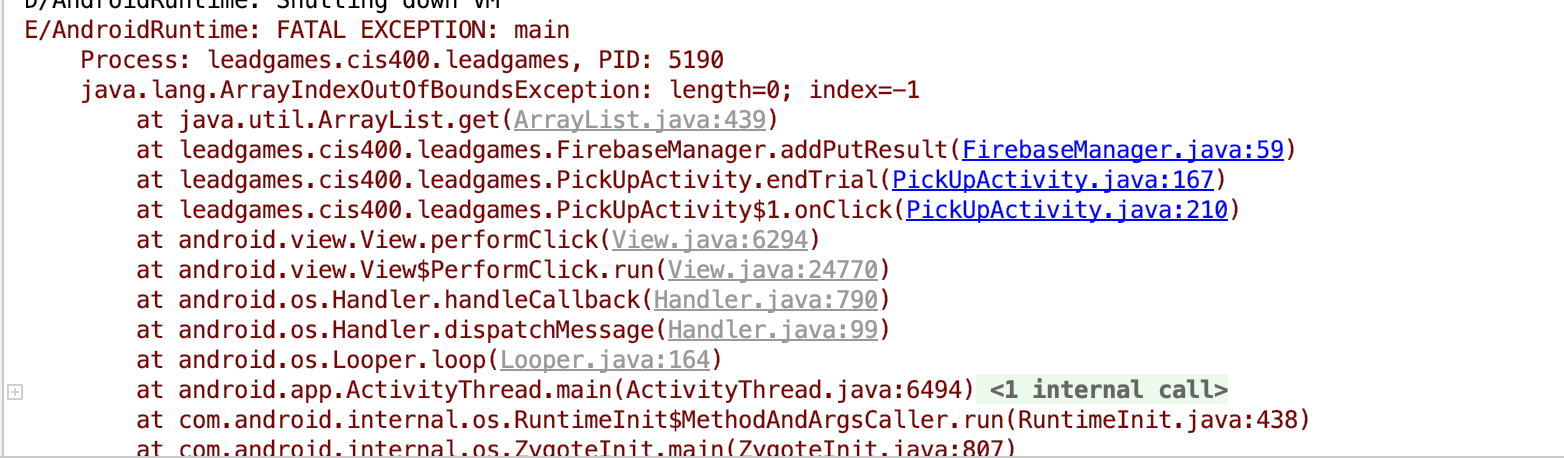 D/AndroidRuntime: Shutting down VM
E/AndroidRuntime: FATAL EXCEPTION: main
    Process: leadgames.cis400.leadgames, PID: 5190
    java.lang.ArrayIndexOutOfBoundsException: length=0; index=-1
        at java.util.ArrayList.get(ArrayList.java:439)
        at leadgames.cis400.leadgames.FirebaseManager.addPutResult(FirebaseManager.java:59)
        at leadgames.cis400.leadgames.PickUpActivity.endTrial(PickUpActivity.java:167)
        at leadgames.cis400.leadgames.PickUpActivity$1.onClick(PickUpActivity.java:210)
        at android.view.View.performClick(View.java:6294)
        at android.view.View$PerformClick.run(View.java:24770)
        at android.os.Handler.handleCallback(Handler.java:790)
        at android.os.Handler.dispatchMessage(Handler.java:99)
        at android.os.Looper.loop(Looper.java:164)
        at android.app.ActivityThread.main(ActivityThread.java:6494) <1 internal call>
        at com.android.internal.os.RuntimeInit$MethodAndArgsCaller.run(RuntimeInit.java:438)
        at com.android.internal.os.ZygoteInit.main(ZygoteInit.java:807)